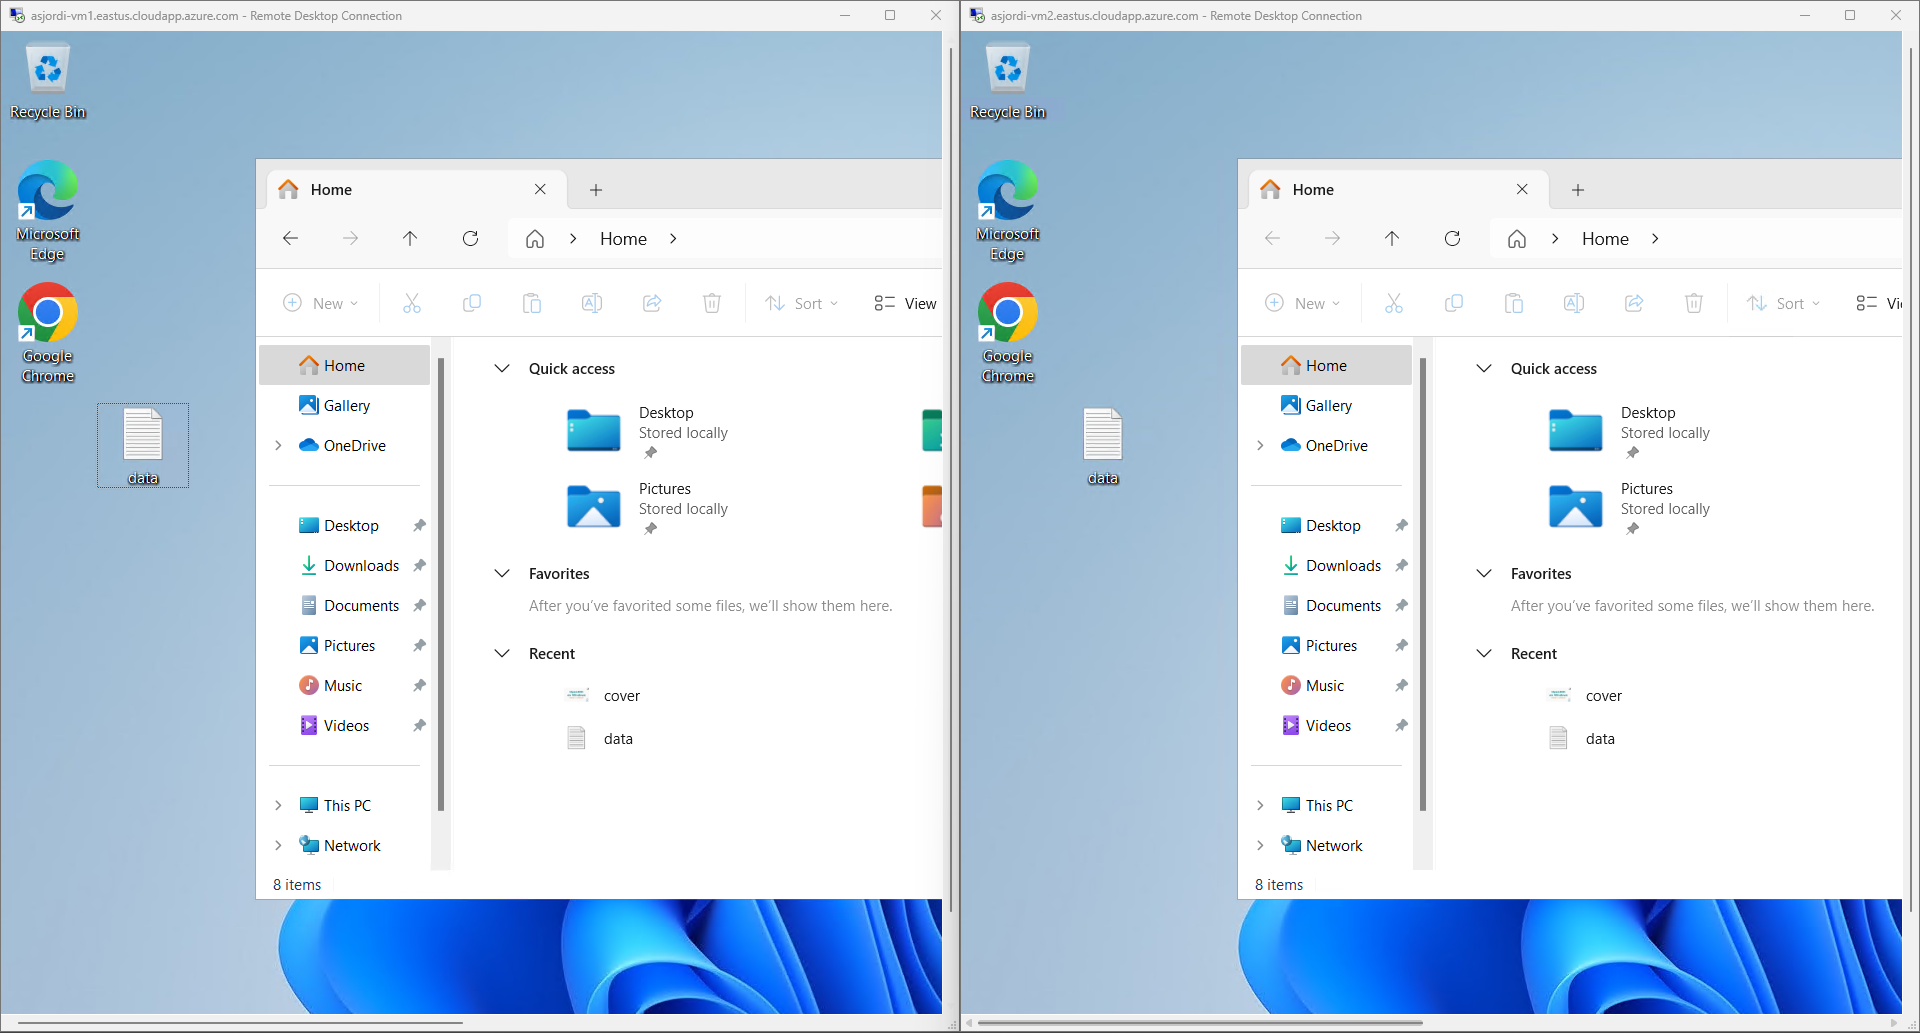 asjordi-vm1.eastus.cloudapp.azure.com - Remote Desktop Connection
Recycle Bin
Microsoft
Edge
Google
Chrome
data
Home
Home
New
Sort
View
Home
Gallery
OneDrive
Desktop
Downloads
Documents
Pictures
Music
Videos
This PC
Network
Quick access
Desktop
Stored locally
Pictures
Stored locally
Favorites
After you've favorited some files, we'll show them here.
Recent
cover
data
8 items
asjordi-vm2.eastus.cloudapp.azure.com - Remote Desktop Connection
Recycle Bin
Microsoft
Edge
Google
Chrome
data
Home
Home
New
Sort
Home
Gallery
OneDrive
Desktop
Downloads
Documents
Pictures
Music
Videos
This PC
Network
Quick access
Desktop
Stored locally
Pictures
Stored locally
Favorites
After you've favorited some files, we'll show them here.
Recent
cover
data
8 items